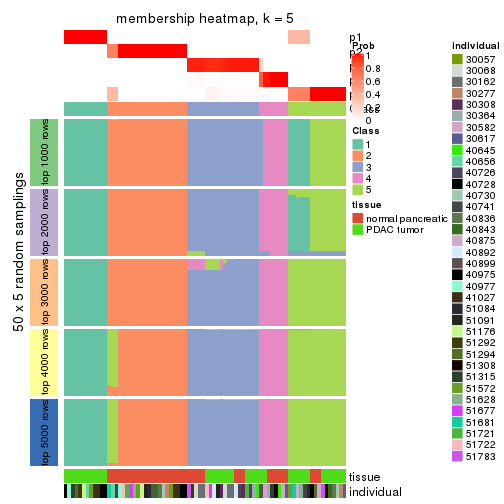 membership heatmap, k = 5
p1
Prob
1
0.8
0.6
0.4
0.2
0
Class
1
2
3
4
5
tissue
normal pancreatic
PDAC tumor
individual
30057
30068
30162
30277
30308
30364
30582
30617
40645
40656
40726
40728
40730
40741
40836
40843
40875
40892
40899
40975
40977
41027
51084
51091
51176
51292
51294
51308
51315
51572
51628
51677
51681
51721
51722
51783
50 x 5 random samplings
top 1000 rows
top 2000 rows
top 3000 rows
top 4000 rows
top 5000 rows
tissue
individual